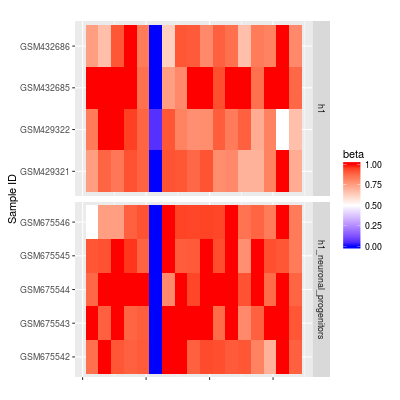 GSM432686
GSM432685
GSM429322
GSM429321
h1
GSM675546
GSM675545
GSM675544
GSM675543
GSM675542
h1_neuronal_progenitors
Sample ID
beta
1.00
0.75
0.50
0.25
0.00